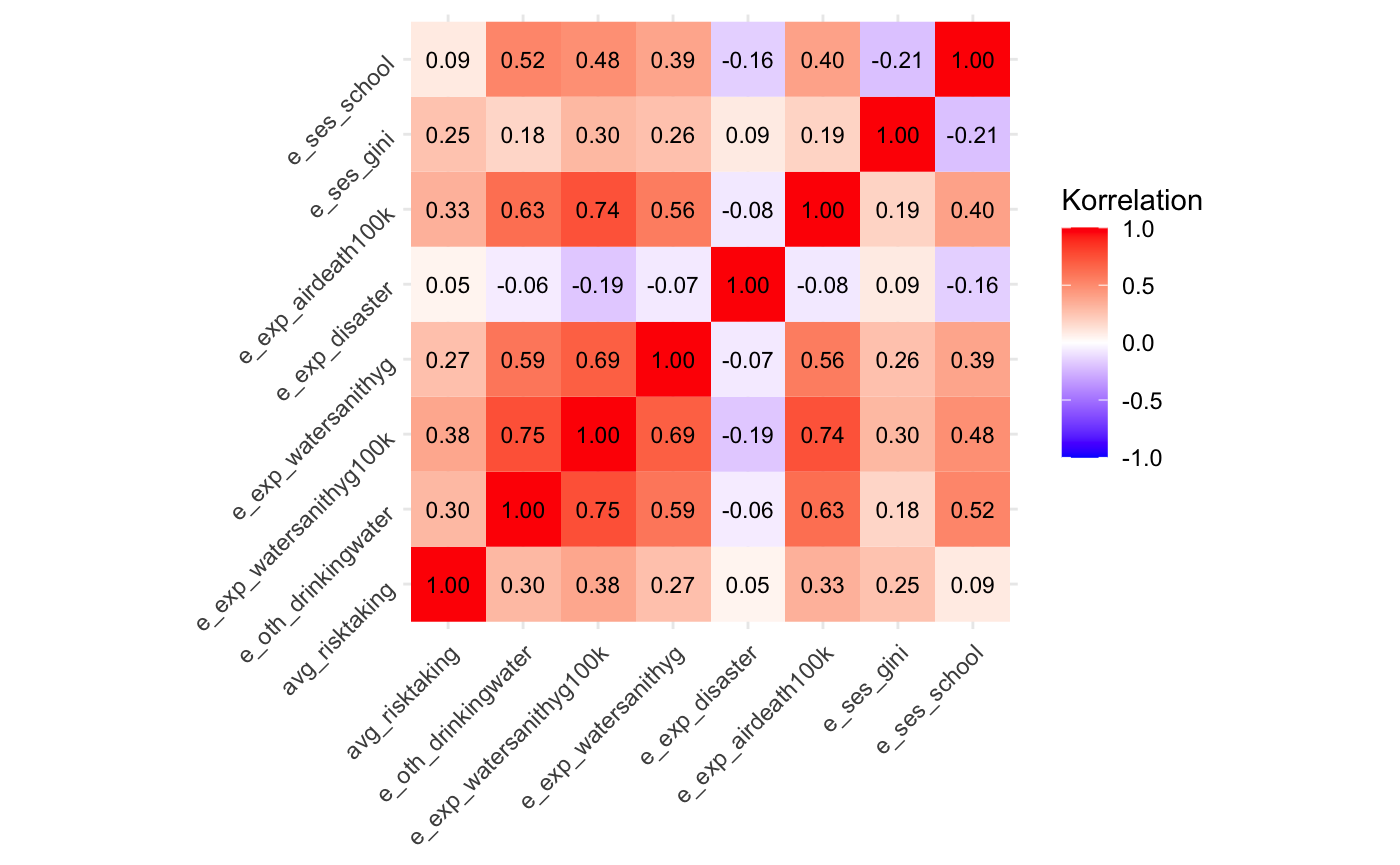 e_ses_school 0.09 0.52 0.48 0.39 -0.16 0.40 -0.21 1.00
e_ses_gini 0.25 0.18 0.30 0.26 0.09 0.19 1.00 -0.21
e_exp_airdeath100k 0.33 0.63 0.74 0.56 -0.08 1.00 0.19 0.40
e_exp_disaster 0.05 -0.06 -0.19 -0.07 1.00 -0.08 0.09 -0.16
e_exp_watersanithyg 0.27 0.59 0.69 1.00 -0.07 0.56 0.26 0.39
e_exp_watersanithyg100k 0.38 0.75 1.00 0.69 -0.19 0.74 0.30 0.48
e_oth_drinkingwater 0.30 1.00 0.75 0.59 -0.06 0.63 0.18 0.52
avg_risktaking 1.00 0.30 0.38 0.27 0.05 0.33 0.25 0.09
avg_risktaking
e_oth_drinkingwater
e_exp_watersanithyg100k
e_exp_watersanithyg
e_exp_disaster
e_exp_airdeath100k
e_ses_gini
e_ses_school
Korrelation
1.0
0.5
0.0
-0.5
-1.0